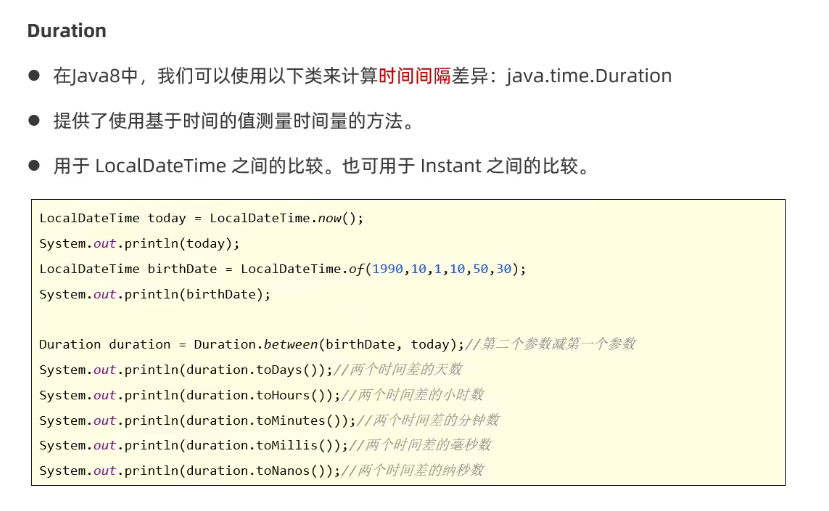 Duration
● 在Java8中，我们可以使用以下类来计算时间间隔差异：java.time.Duration
● 提供了使用基于时间的值测量时间量的方法。
● 用于 LocalDateTime 之间的比较。也可用于 Instant 之间的比较。
LocalDateTime today = LocalDateTime.now();
System.out.println(today);
LocalDateTime birthDate = LocalDateTime.of(1990,10,1,10,50,30);
System.out.println(birthDate);
Duration duration = Duration.between(birthDate, today);//第二个参数减第一个参数
System.out.println(duration.toDays());//两个时间差的天数
System.out.println(duration.toHours());//两个时间差的小时数
System.out.println(duration.toMinutes());//两个时间差的分钟数
System.out.println(duration.toMillis());//两个时间差的毫秒数
System.out.println(duration.toNanos());//两个时间差的纳秒数